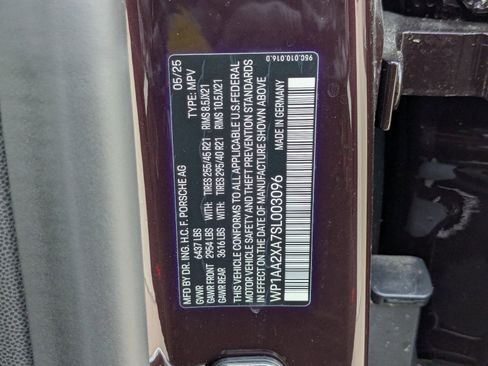 MFD. BY DR. ING. H.C. F. PORSCHE AG 05/25
GVWR 6437 LBS TYPE: MPV
GAWR FRONT 2954 LBS WITH: TIRES 255/45 R21 RIMS 8.5JX21
GAWR REAR 3616 LBS WITH: TIRES 295/40 R21 RIMS 10.5JX21
THIS VEHICLE CONFORMS TO ALL APPLICABLE U.S. FEDERAL
MOTOR VEHICLE SAFETY AND THEFT PREVENTION STANDARDS
IN EFFECT ON THE DATE OF MANUFACTURE SHOWN ABOVE
WP1AA2XA7SL003096 MADE IN GERMANY
95C.010.016.0